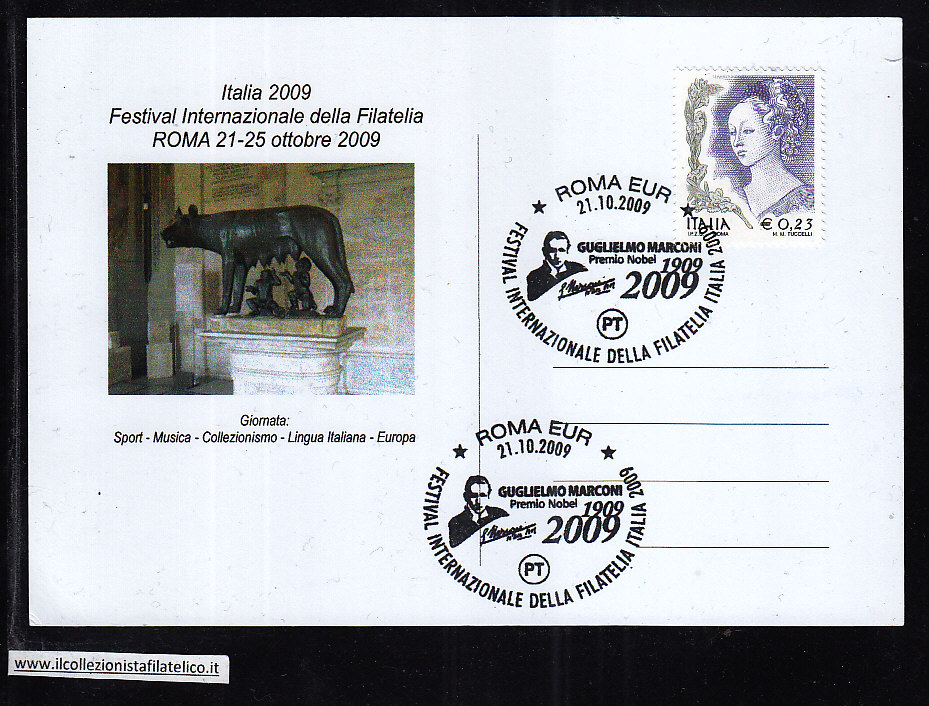 Italia 2009
Festival Internazionale della Filatelia
ROMA 21-25 ottobre 2009
Giornata:
Sport - Musica - Collezionismo - Lingua Italiana - Europa
ITALIA € 0,23
ROMA M. M. TUCCELLI
ROMA EUR
21.10.2009
GUGLIELMO MARCONI
Premio Nobel 1909
2009
PT
FESTIVAL INTERNAZIONALE DELLA FILATELIA ITALIA 2009
ROMA EUR
21.10.2009
GUGLIELMO MARCONI
Premio Nobel 1909
2009
PT
FESTIVAL INTERNAZIONALE DELLA FILATELIA ITALIA 2009
www.ilcollezionistafilatelico.it